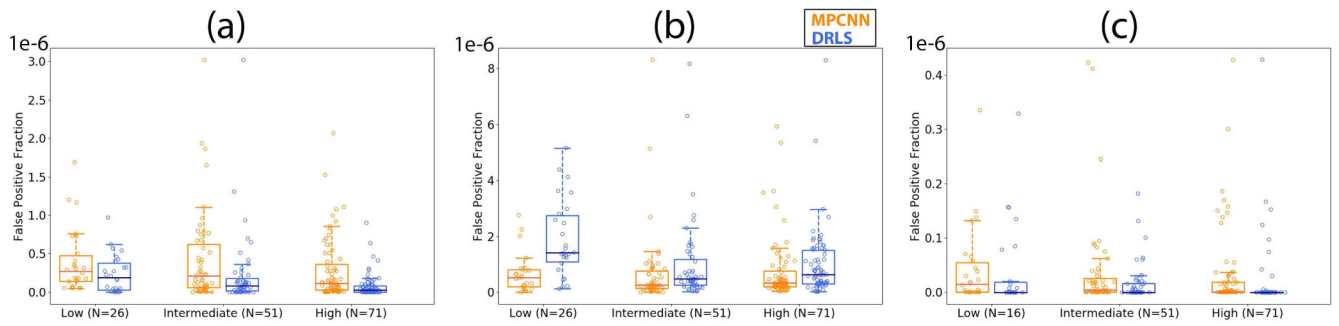 (a)
(b)
(c)
MPCNN
DRLS
1e-6
3.0
2.5
2.0
1.5
1.0
0.5
0.0
False Positive Fraction
Low (N=26)
Intermediate (N=51)
High (N=71)
1e-6
8
6
4
2
0
False Positive Fraction
Low (N=26)
Intermediate (N=51)
High (N=71)
1e-6
0.4
0.3
0.2
0.1
0.0
False Positive Fraction
Low (N=16)
Intermediate (N=51)
High (N=71)